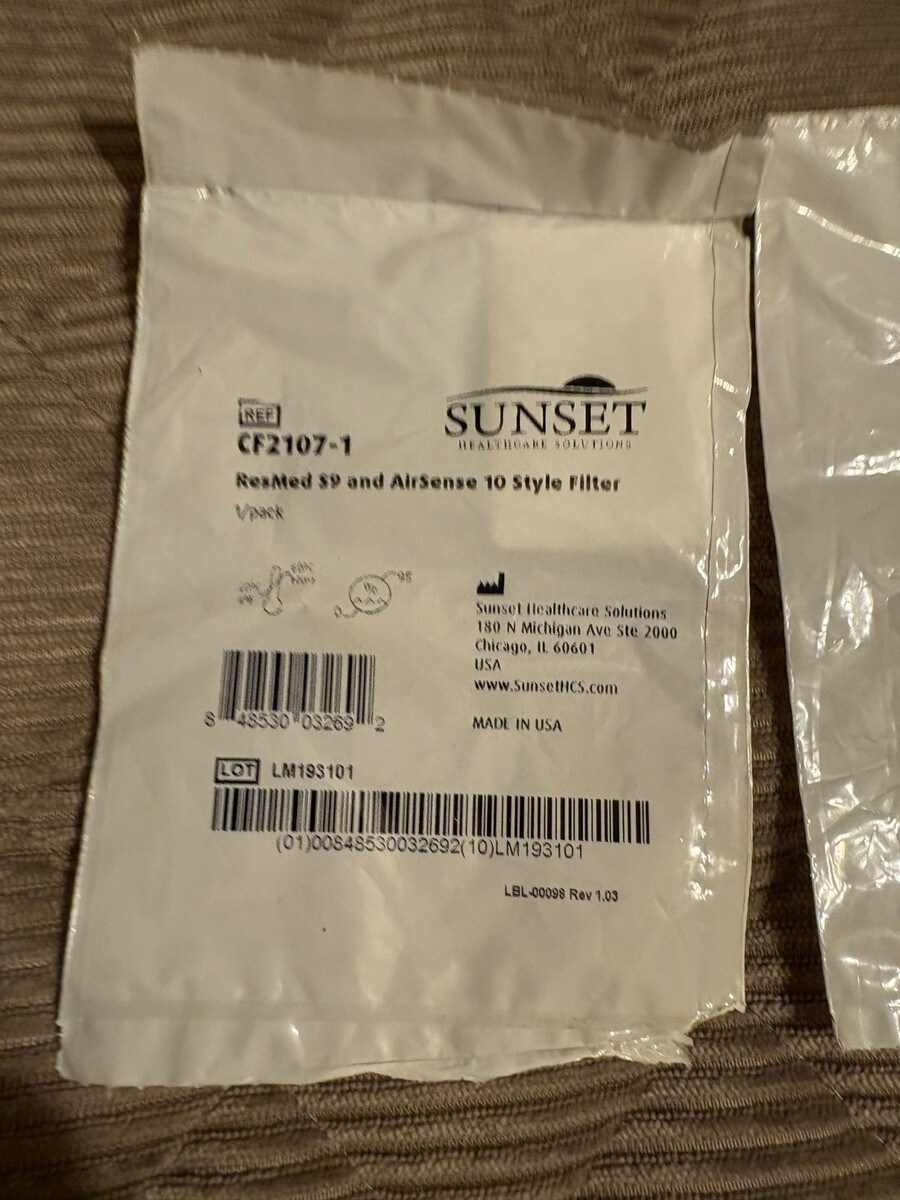 REF
CF2107-1
SUNSET
HEALTHCARE SOLUTIONS
ResMed S9 and AirSense 10 Style Filter
1/pack
Sunset Healthcare Solutions
180 N Michigan Ave Ste 2000
Chicago, IL 60601
USA
www.SunsetHCS.com
MADE IN USA
8 48530 03269 2
LOT LM193101
(01)00848530032692(10)LM193101
LBL-00098 Rev 1.03